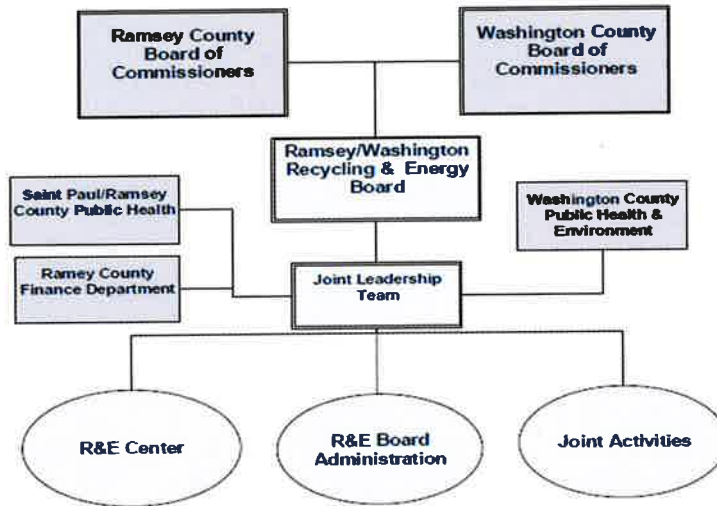 Ramsey County
Board of
Commissioners
Washington County
Board of
Commissioners
Ramsey/Washington
Recycling & Energy
Board
Saint Paul/Ramsey
County Public Health
Washington County
Public Health &
Environment
Ramey County
Finance Department
Joint Leadership
Team
R&E Center
R&E Board
Administration
Joint Activities